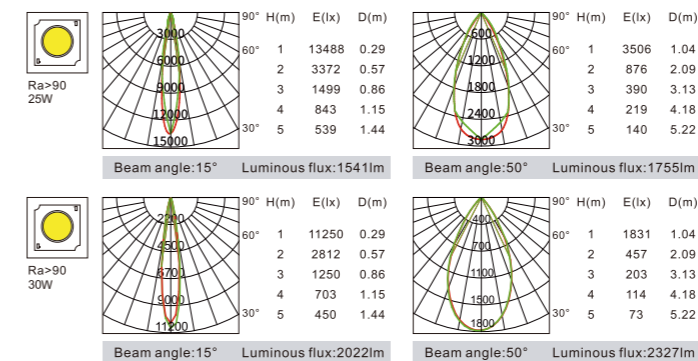 90° H(m) E(lx) D(m)
3000
60° 1 13488 0.29
6000
2 3372 0.57
9000 3 1499 0.86
12000 4 843 1.15
30° 5 539 1.44
15000
Ra>90
25W
Beam angle:15° Luminous flux:1541lm
90° H(m) E(lx) D(m)
600
60° 1 3506 1.04
1200
2 876 2.09
1800 3 390 3.13
2400 4 219 4.18
30° 5 140 5.22
3000
Beam angle:50° Luminous flux:1755lm
90° H(m) E(lx) D(m)
2200
60° 1 11250 0.29
4500
2 2812 0.57
6700 3 1250 0.86
9000 4 703 1.15
30° 5 450 1.44
11200
Ra>90
30W
Beam angle:15° Luminous flux:2022lm
90° H(m) E(lx) D(m)
400
60° 1 1831 1.04
700
2 457 2.09
1100 3 203 3.13
1500 4 114 4.18
30° 5 73 5.22
1800
Beam angle:50° Luminous flux:2327lm